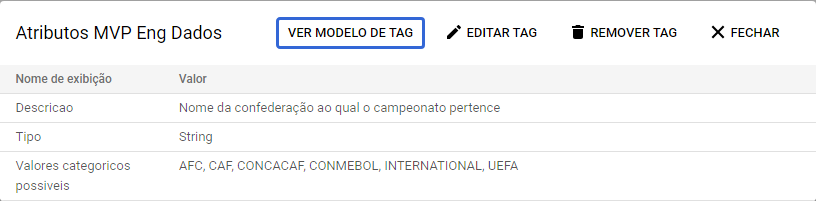 Atributos MVP Eng Dados VER MODELO DE TAG EDITAR TAG REMOVER TAG FECHAR
Nome de exibição Valor
Descricao Nome da confederação ao qual o campeonato pertence
Tipo String
Valores categoricos AFC, CAF, CONCACAF, CONMEBOL, INTERNATIONAL, UEFA
possiveis